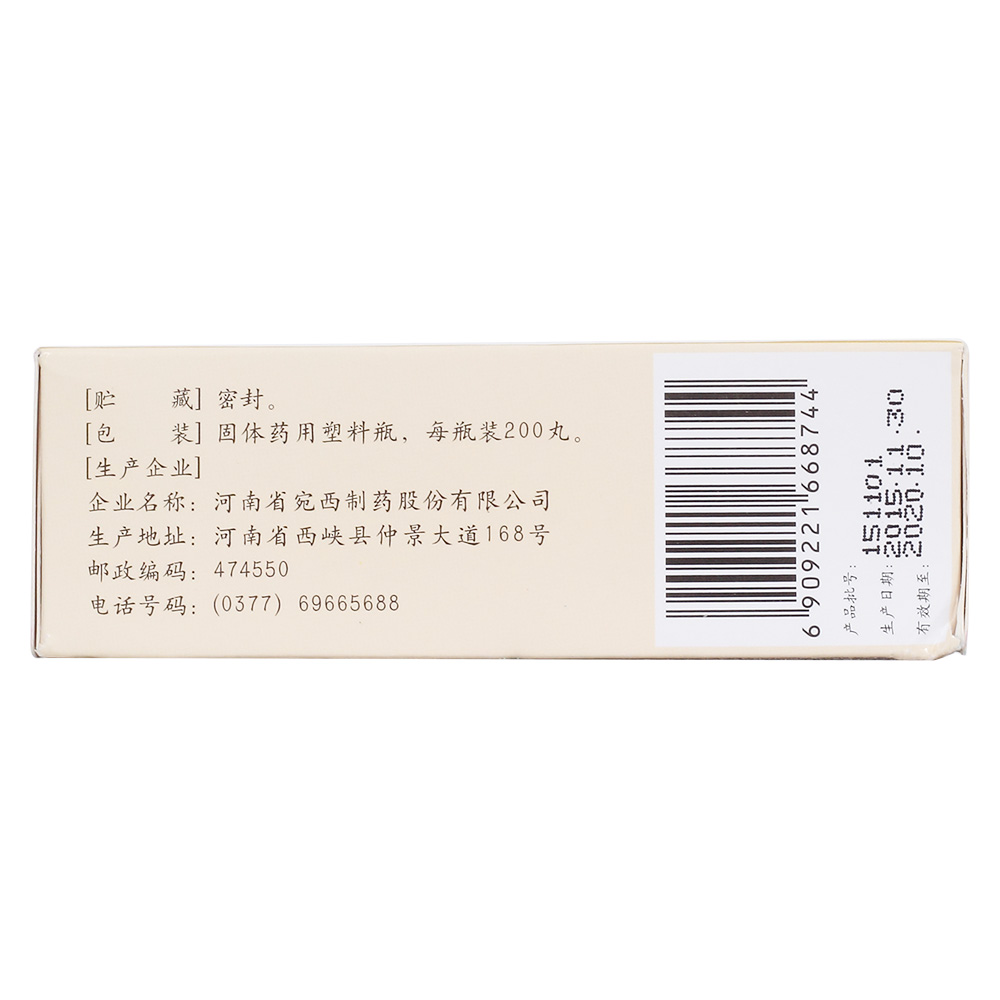 [贮 藏] 密封。
[包 装] 固体药用塑料瓶，每瓶装200丸。
[生产企业]
企业名称：河南省宛西制药股份有限公司
生产地址：河南省西峡县仲景大道168号
邮政编码：474550
电话号码：(0377) 69665688
6 909221 668744
产品批号：151101
生产日期：2015.11.30
有效期至：2020.10.